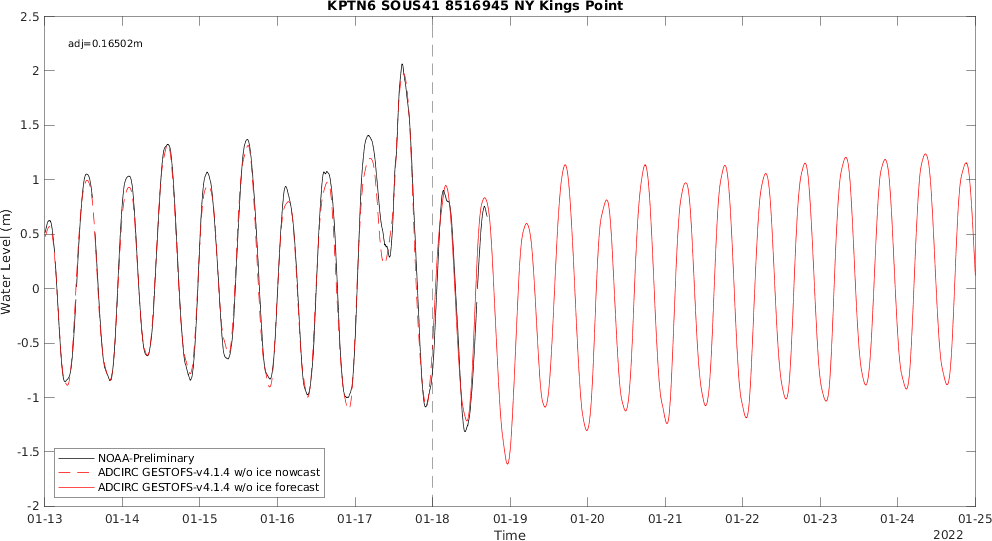 KPTN6 SOUS41 8516945 NY Kings Point
adj=0.16502m
2.5
2
1.5
1
0.5
0
-0.5
-1
-1.5
-2
Water Level (m)
NOAA-Preliminary
ADCIRC GESTOFS-v4.1.4 w/o ice nowcast
ADCIRC GESTOFS-v4.1.4 w/o ice forecast
01-13 01-14 01-15 01-16 01-17 01-18 01-19 01-20 01-21 01-22 01-23 01-24 01-25
Time
2022